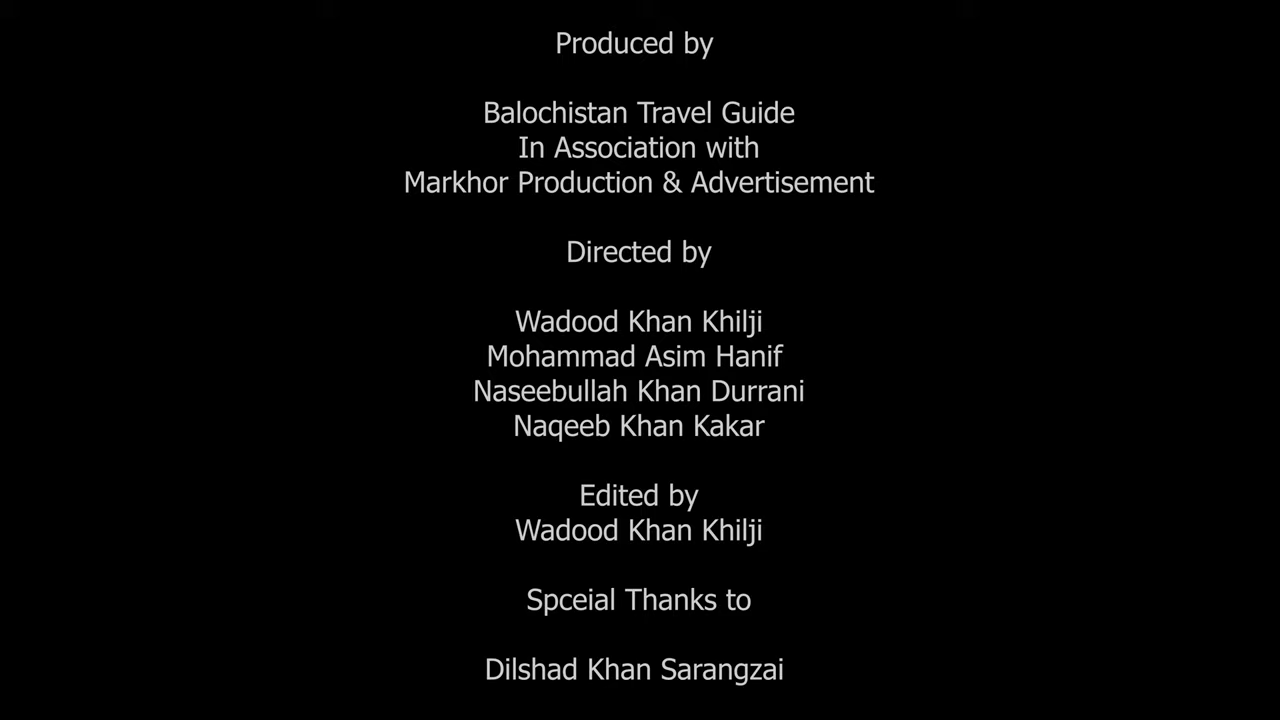 Produced by
Balochistan Travel Guide
In Association with
Markhor Production & Advertisement
Directed by
Wadood Khan Khilji
Mohammad Asim Hanif
Naseebullah Khan Durrani
Naqeeb Khan Kakar
Edited by
Wadood Khan Khilji
Spceial Thanks to
Dilshad Khan Sarangzai